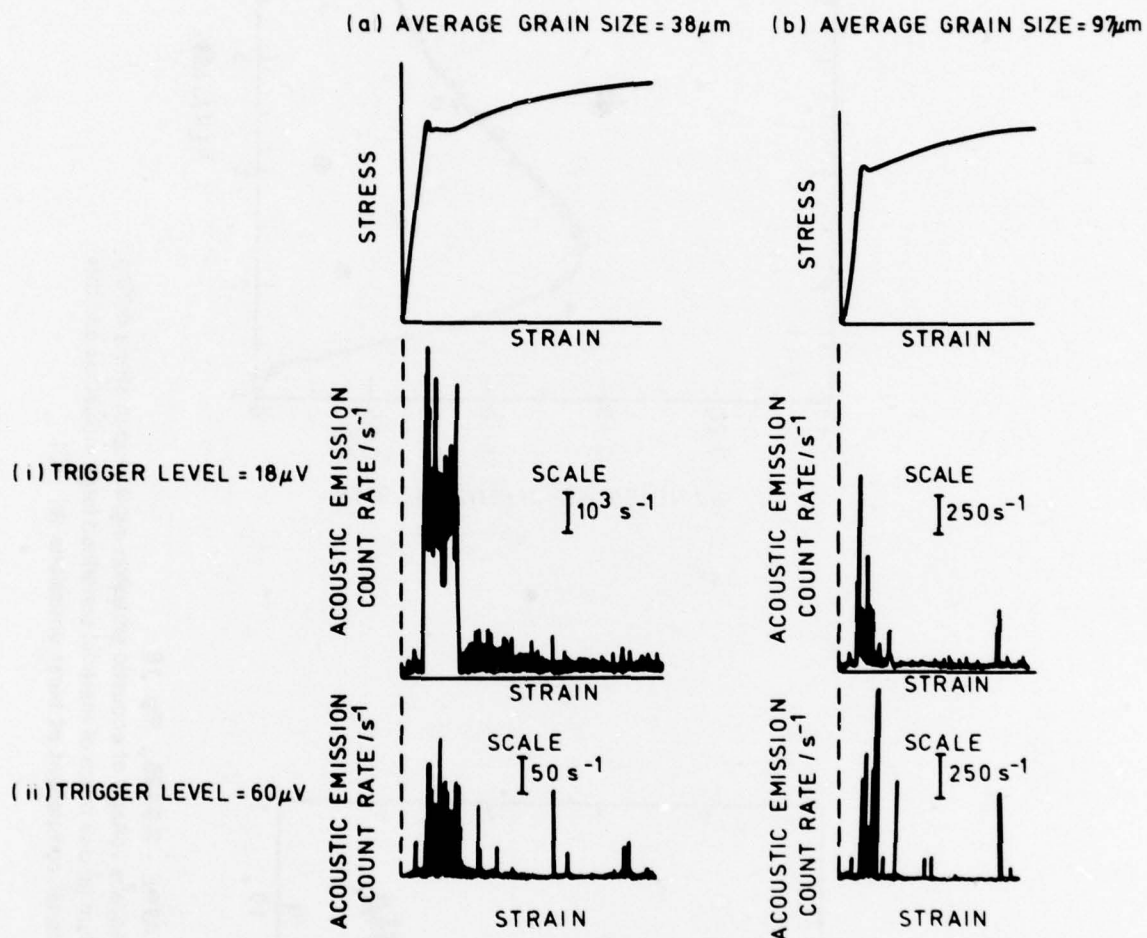 (a) AVERAGE GRAIN SIZE = 38μm
(b) AVERAGE GRAIN SIZE = 97μm
STRESS
STRAIN
STRESS
STRAIN
(i) TRIGGER LEVEL = 18μV
ACOUSTIC EMISSION
COUNT RATE/s⁻¹
SCALE
10³ s⁻¹
STRAIN
ACOUSTIC EMISSION
COUNT RATE/s⁻¹
SCALE
250 s⁻¹
STRAIN
(ii) TRIGGER LEVEL = 60μV
ACOUSTIC EMISSION
COUNT RATE/s⁻¹
SCALE
50 s⁻¹
STRAIN
ACOUSTIC EMISSION
COUNT RATE/s⁻¹
SCALE
250 s⁻¹
STRAIN